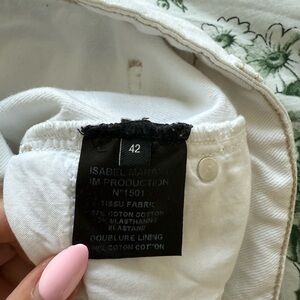 42
ISABEL MARANT
IM PRODUCTION
N°1501
TISSU FABRIC
COTON COTTON
ELASTHANNE
ELASTANE
DOUBLURE LINING
COTON COTTON